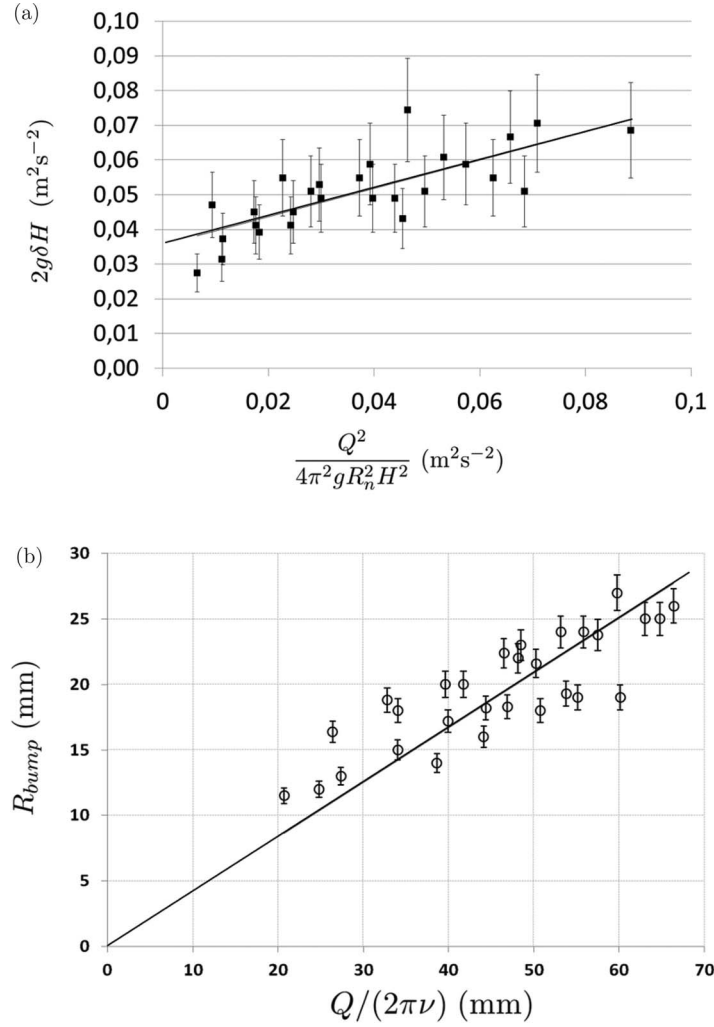 (a)
0,10
0,09
0,08
0,07
0,06
0,05
0,04
0,03
0,02
0,01
0,00
2gδH (m²s⁻²)
0 0,02 0,04 0,06 0,08 0,1
Q²
4π²gRₙ²H² (m²s⁻²)
(b)
30
25
20
15
10
5
0
R_bump (mm)
0 10 20 30 40 50 60 70
Q/(2πν) (mm)